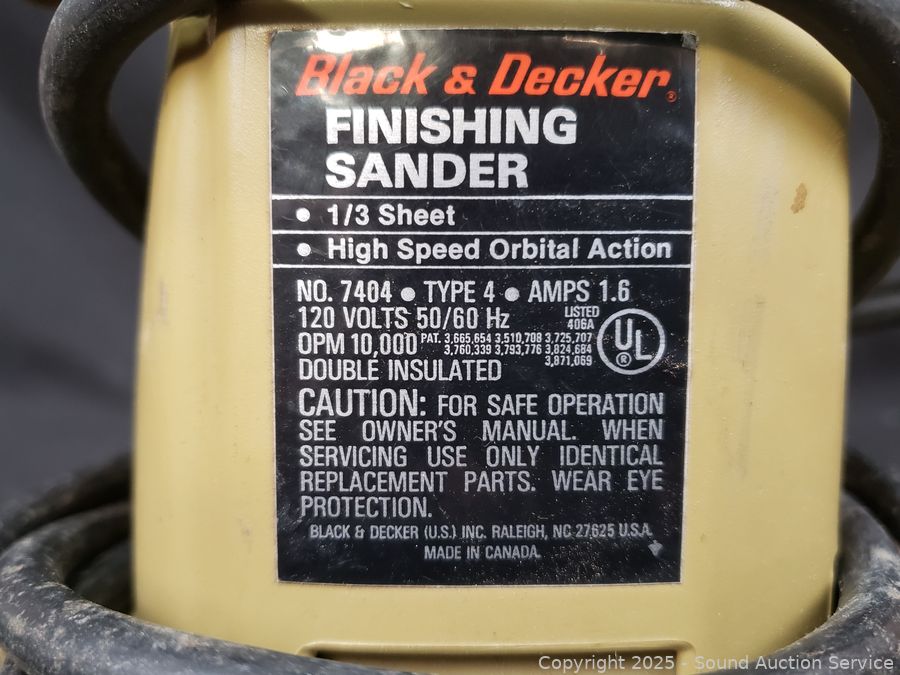 Black & Decker®
FINISHING
SANDER
• 1/3 Sheet
• High Speed Orbital Action
NO. 7404 • TYPE 4 • AMPS 1.6
120 VOLTS 50/60 Hz
LISTED
406A
UL®
OPM 10,000 PAT. 3,665,654 3,510,708 3,725,707
3,760,339 3,793,776 3,824,684
3,871,069
DOUBLE INSULATED
CAUTION: FOR SAFE OPERATION
SEE OWNER'S MANUAL. WHEN
SERVICING USE ONLY IDENTICAL
REPLACEMENT PARTS. WEAR EYE
PROTECTION.
BLACK & DECKER (U.S.) INC. RALEIGH, NC 27625 U.S.A.
MADE IN CANADA.
Copyright © 2025 - Sound Auction Service